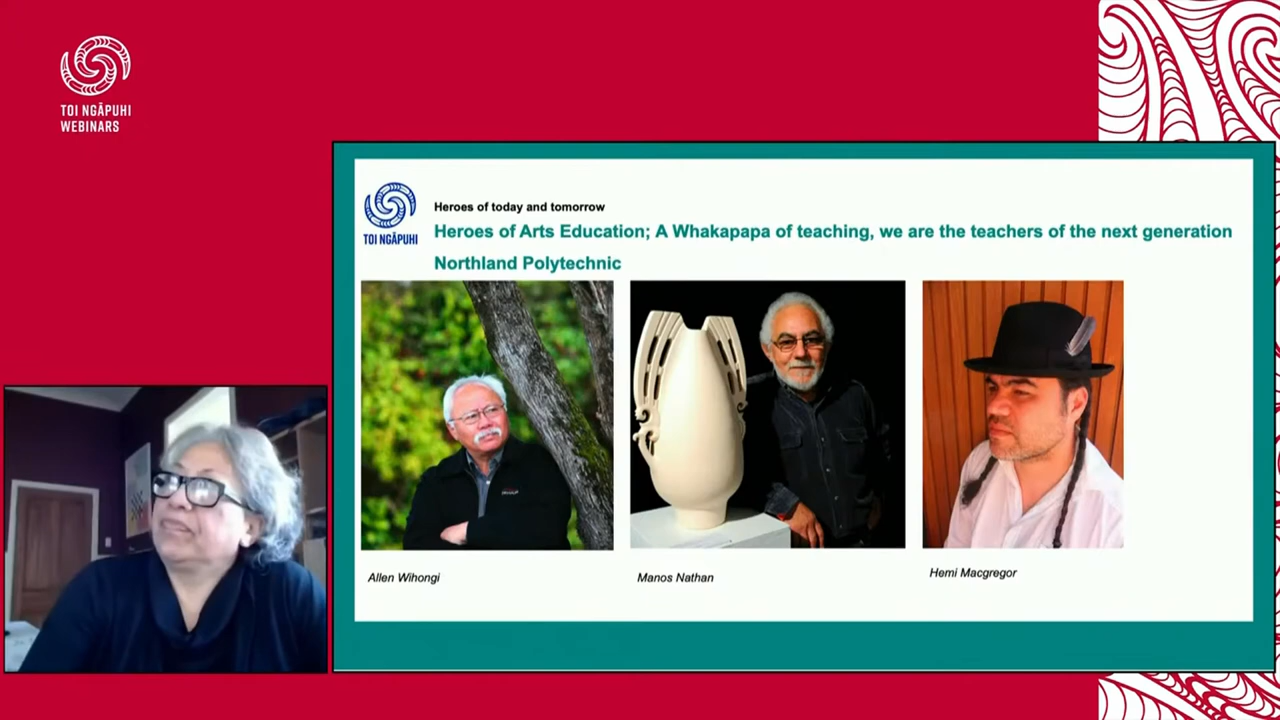 TOI NGĀPUHI
WEBINARS
TOI NGĀPUHI
Heroes of today and tomorrow
Heroes of Arts Education; A Whakapapa of teaching, we are the teachers of the next generation
Northland Polytechnic
Allen Wihongi
Manos Nathan
Hemi Macgregor